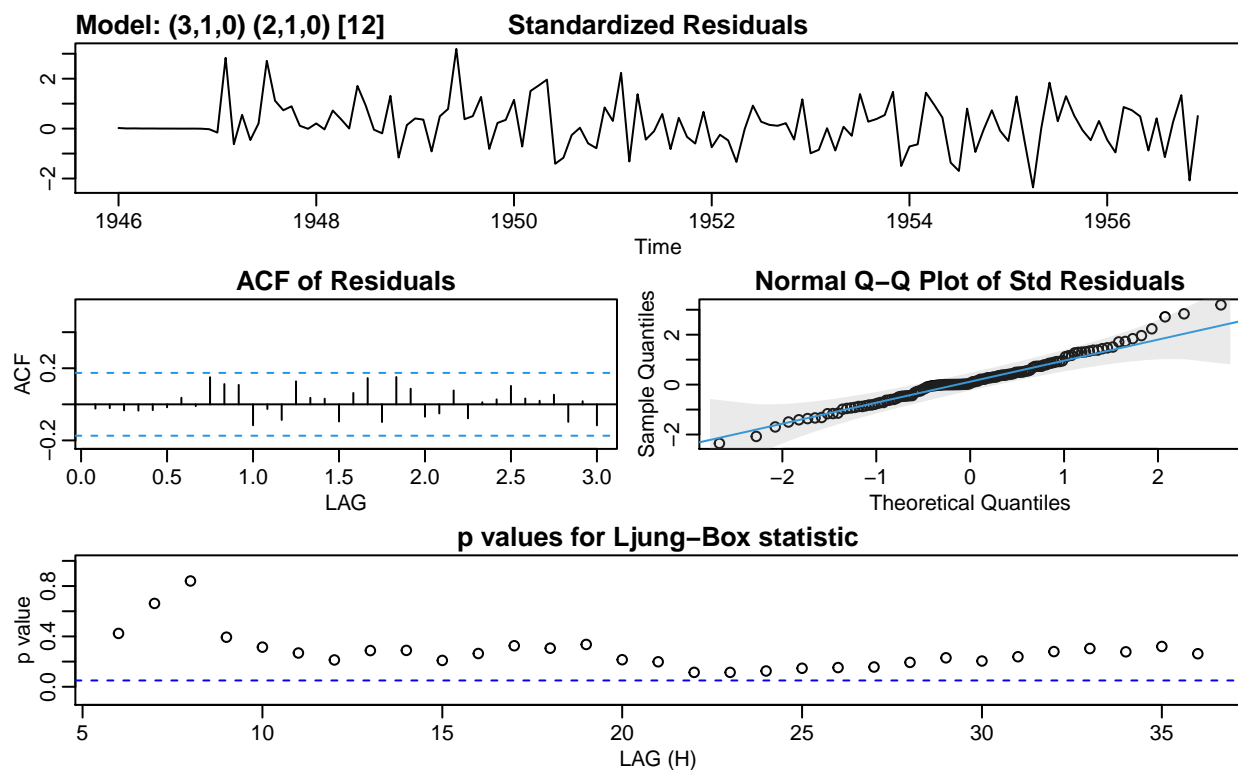 Model: (3,1,0) (2,1,0) [12] Standardized Residuals
2
0
−2
1946 1948 1950 1952 1954 1956
Time
ACF of Residuals
ACF
0.2
−0.2
0.0 0.5 1.0 1.5 2.0 2.5 3.0
LAG
Normal Q−Q Plot of Std Residuals
Sample Quantiles
2
0
−2
−2 −1 0 1 2
Theoretical Quantiles
p values for Ljung−Box statistic
p value
0.8
0.4
0.0
5 10 15 20 25 30 35
LAG (H)